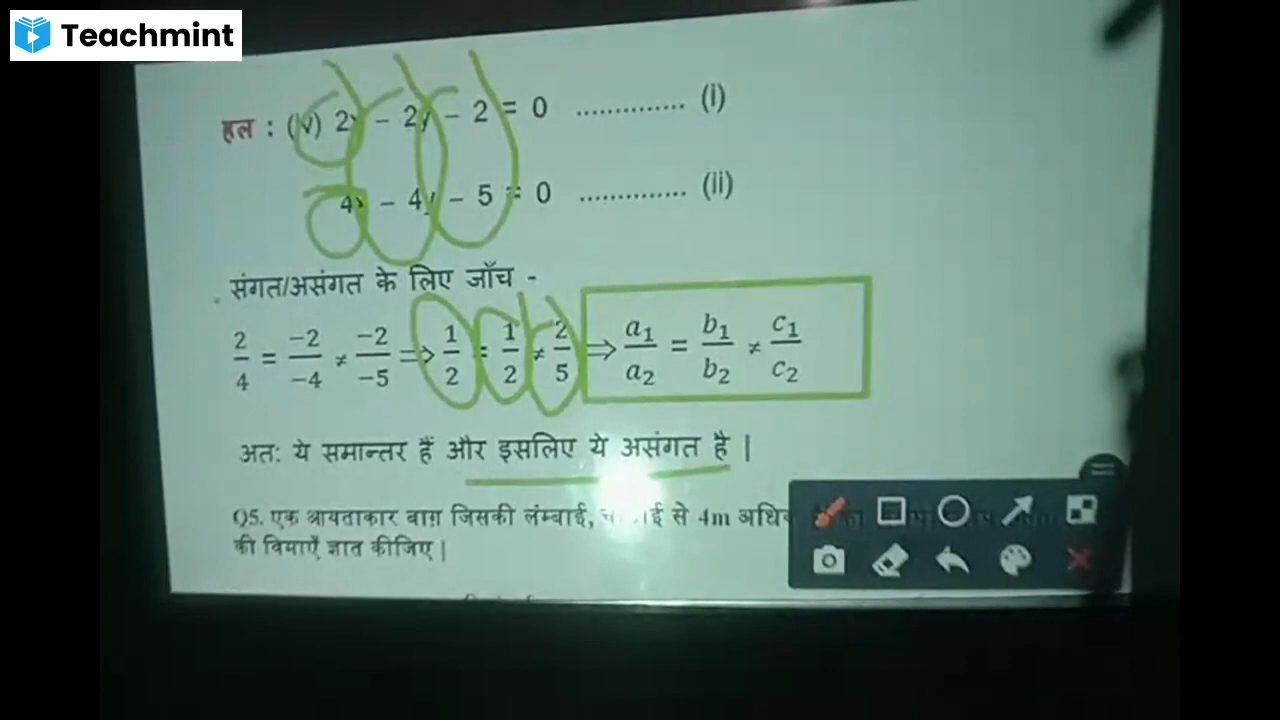 Teachmint
हल : (iv) 2x - 2y - 2 = 0 .............. (i)
4x - 4y - 5 = 0 .............. (ii)
संगत/असंगत के लिए जाँच -
2/4 = -2/-4 ≠ -2/-5 ⇒ 1/2 = 1/2 ≠ 2/5 ⇒ a₁/a₂ = b₁/b₂ ≠ c₁/c₂
अतः ये समान्तर हैं और इसलिए ये असंगत है |
Q5. एक आयताकार बाग़ जिसकी लंम्बाई, से 4m अधिक
की विमाएँ ज्ञात कीजिए |